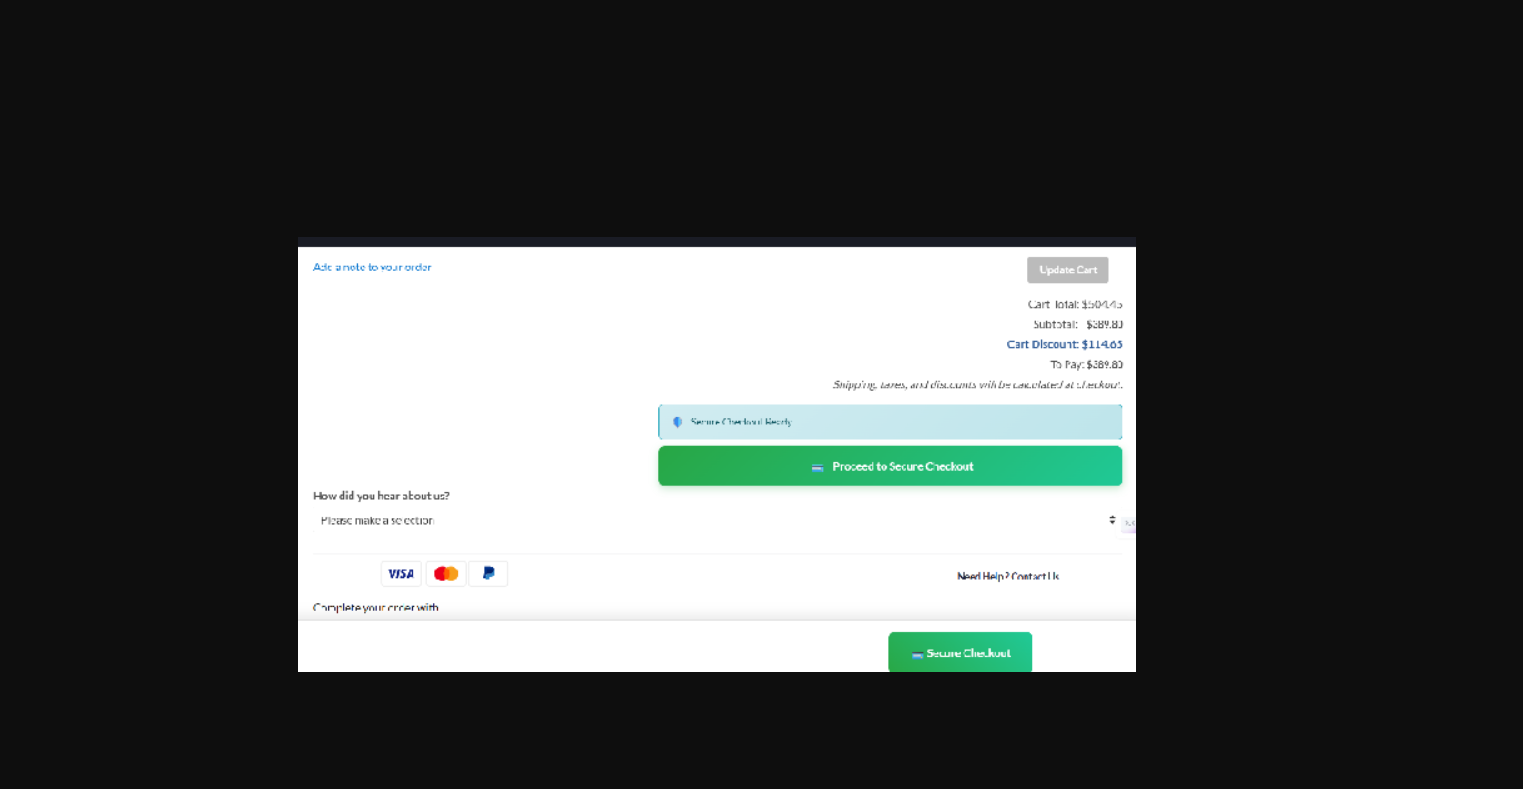 Add a note to your order
Update Cart
Cart Total: $504.45
Subtotal: $389.80
Cart Discount: $114.65
To Pay: $389.80
Shipping, taxes, and discounts will be calculated at checkout.
Secure Checkout Ready
Proceed to Secure Checkout
How did you hear about us?
Please make a selection
VISA
Need Help? Contact Us
Complete your order with
Secure Checkout